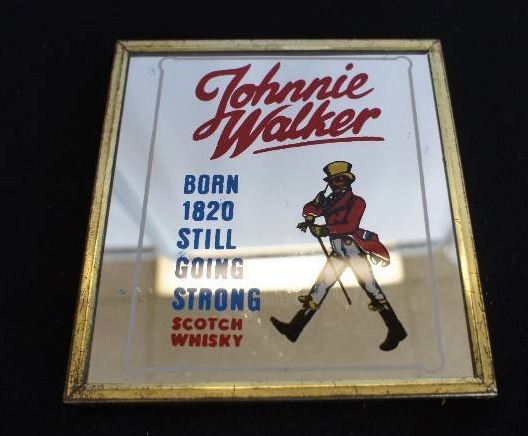 Johnnie
Walker
BORN
1820
STILL
GOING
STRONG
SCOTCH
WHISKY